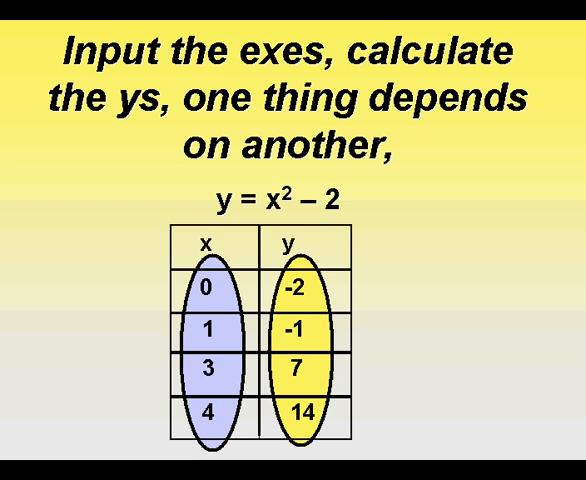 Input the exes, calculate
the ys, one thing depends
on another,
y = x² – 2
x y
0 -2
1 -1
3 7
4 14